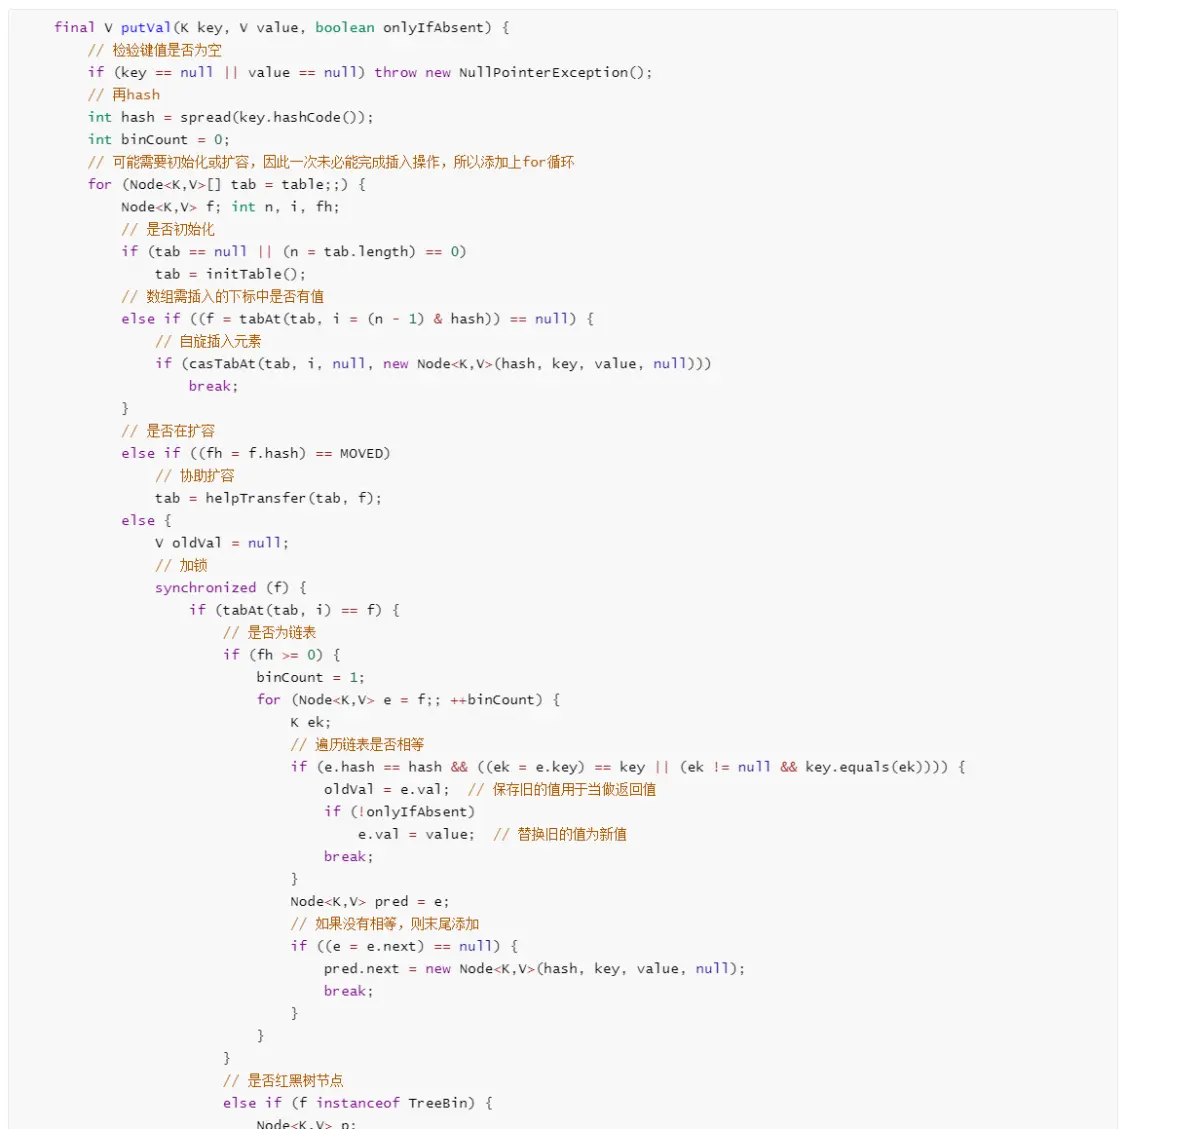 final V putVal(K key, V value, boolean onlyIfAbsent) {
// 检验键值是否为空
if (key == null || value == null) throw new NullPointerException();
// 再hash
int hash = spread(key.hashCode());
int binCount = 0;
// 可能需要初始化或扩容，因此一次未必能完成插入操作，所以添加上for循环
for (Node<K,V>[] tab = table;;) {
Node<K,V> f; int n, i, fh;
// 是否初始化
if (tab == null || (n = tab.length) == 0)
tab = initTable();
// 数组需插入的下标中是否有值
else if ((f = tabAt(tab, i = (n - 1) & hash)) == null) {
// 自旋插入元素
if (casTabAt(tab, i, null, new Node<K,V>(hash, key, value, null)))
break;
}
// 是否在扩容
else if ((fh = f.hash) == MOVED)
// 协助扩容
tab = helpTransfer(tab, f);
else {
V oldVal = null;
// 加锁
synchronized (f) {
if (tabAt(tab, i) == f) {
// 是否为链表
if (fh >= 0) {
binCount = 1;
for (Node<K,V> e = f;; ++binCount) {
K ek;
// 遍历链表是否相等
if (e.hash == hash && ((ek = e.key) == key || (ek != null && key.equals(ek)))) {
oldVal = e.val;  // 保存旧的值用于当做返回值
if (!onlyIfAbsent)
e.val = value;  // 替换旧的值为新值
break;
}
Node<K,V> pred = e;
// 如果没有相等，则末尾添加
if ((e = e.next) == null) {
pred.next = new Node<K,V>(hash, key, value, null);
break;
}
}
}
// 是否红黑树节点
else if (f instanceof TreeBin) {
Node<K,V> p;